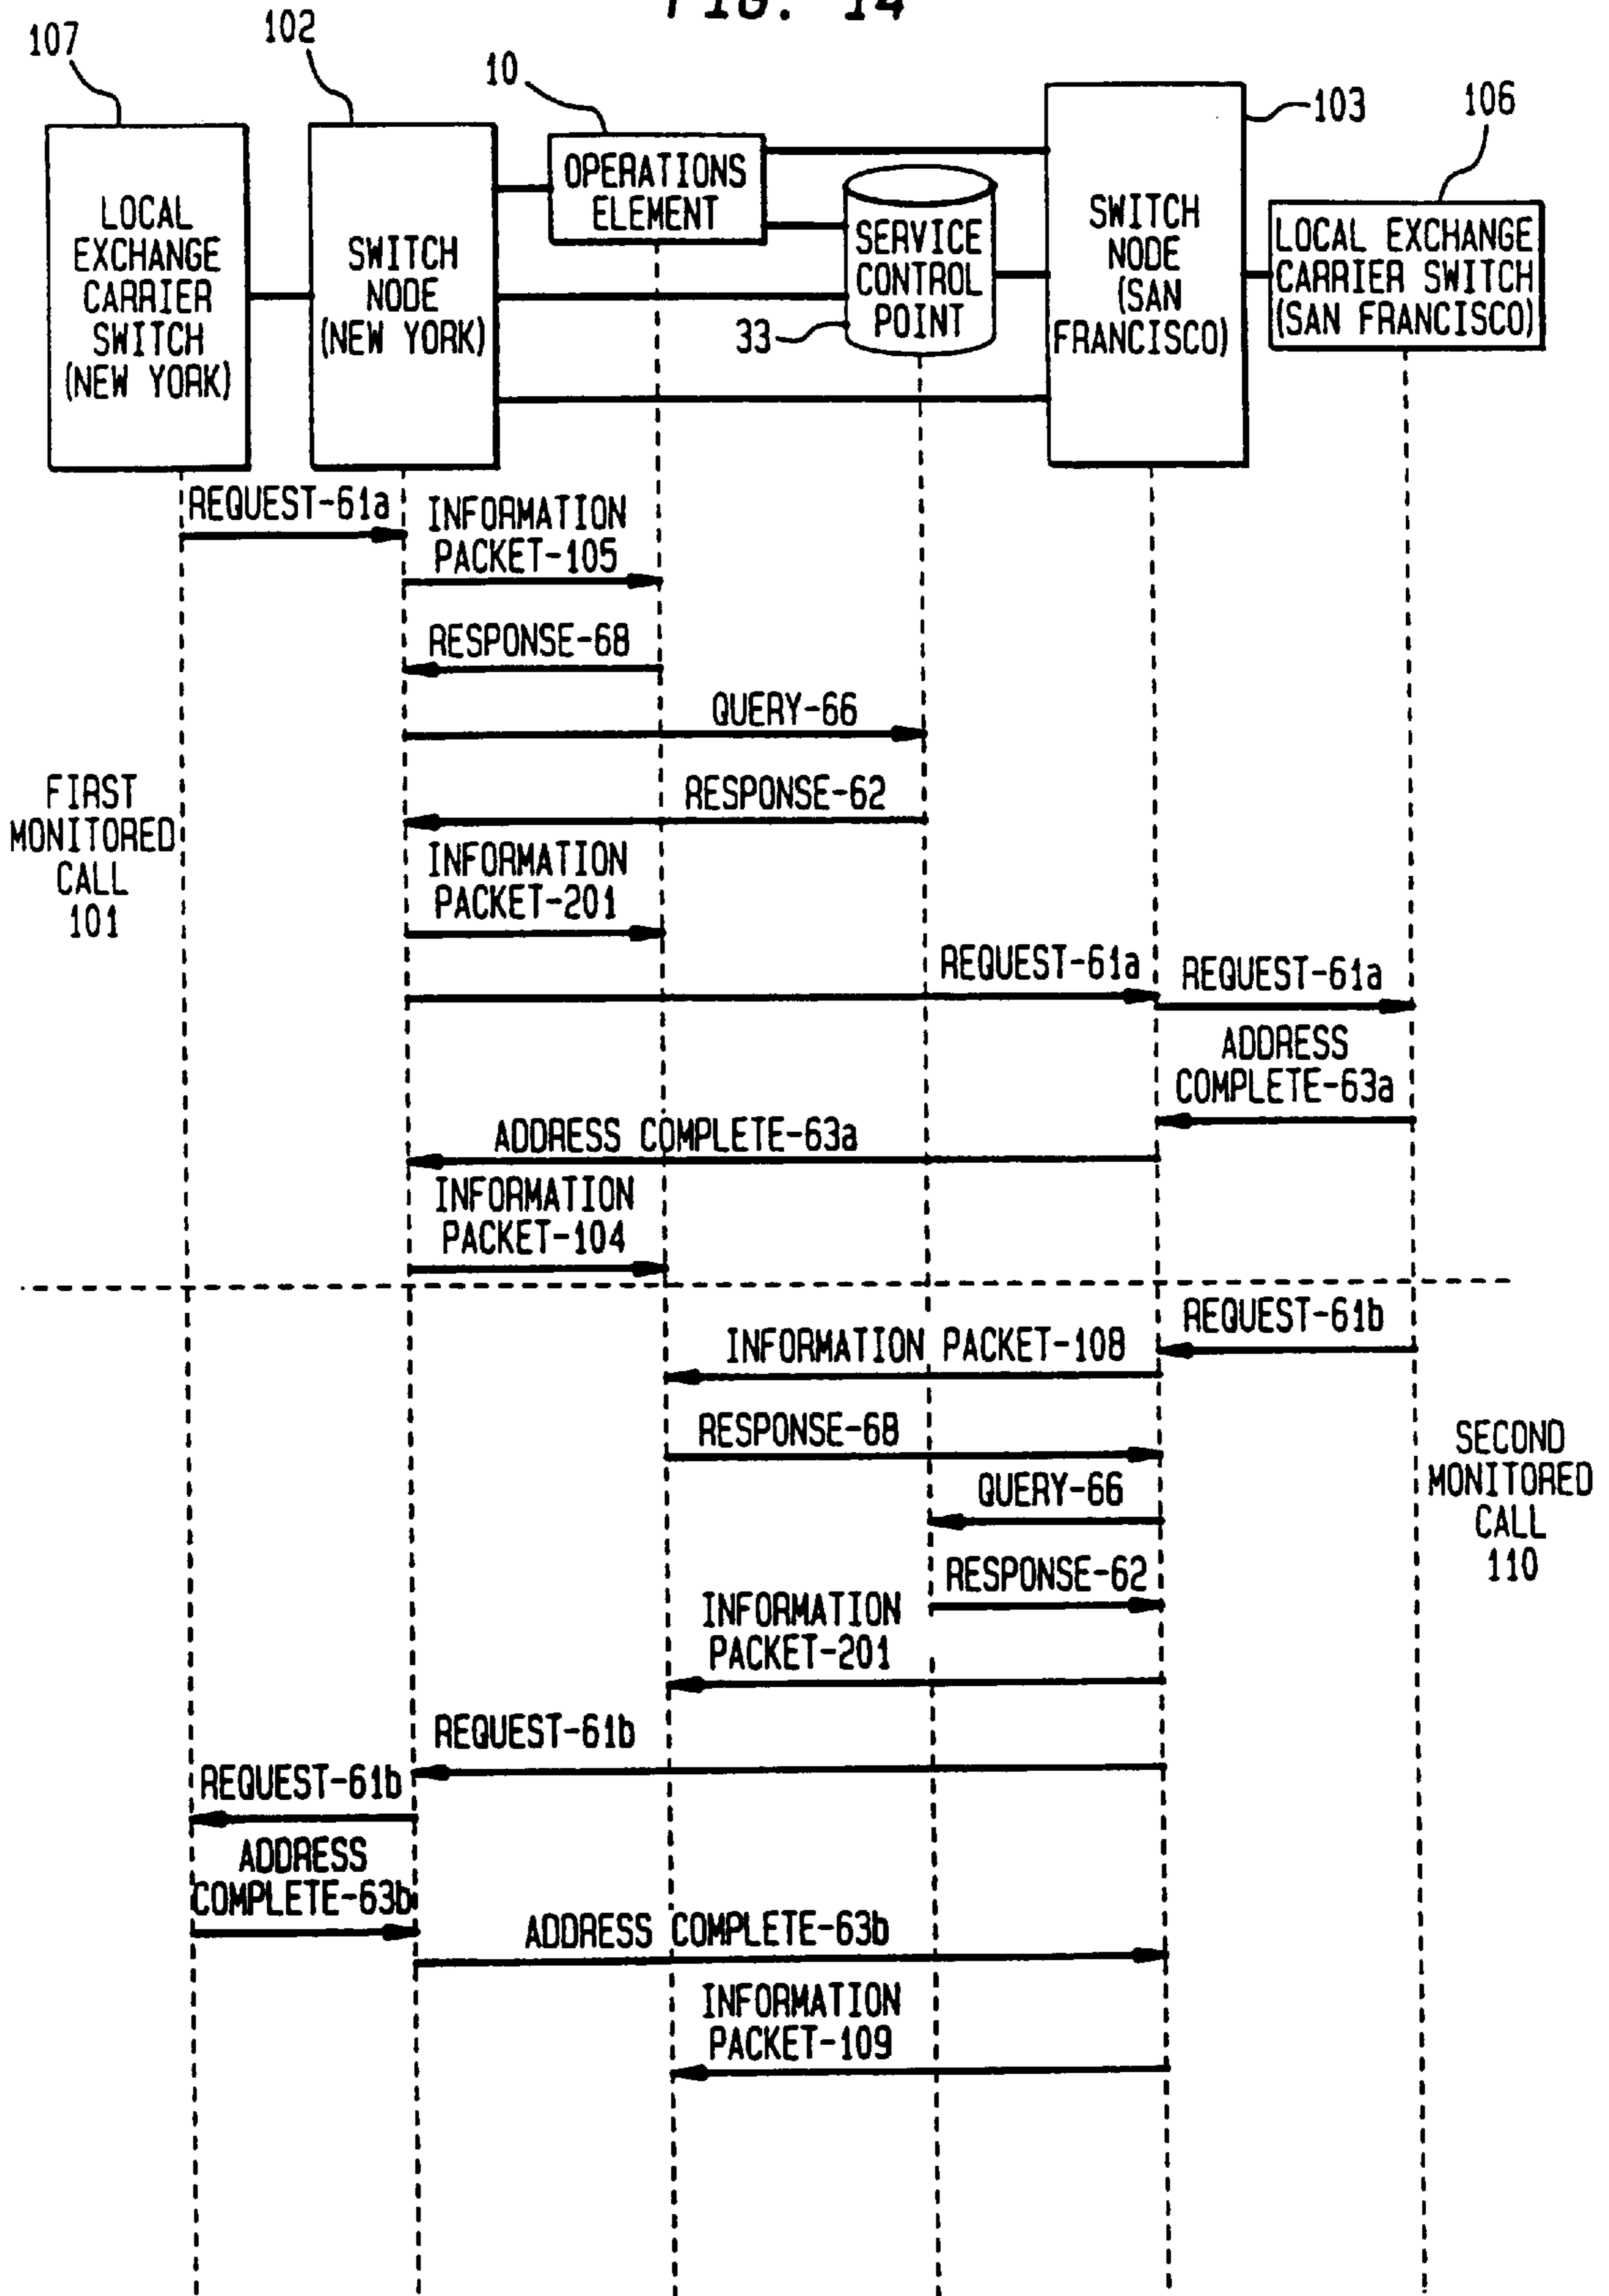 FIG. 14
107
102
10
103
106
LOCAL
EXCHANGE
CARRIER
SWITCH
(NEW YORK)
SWITCH
NODE
(NEW YORK)
OPERATIONS
ELEMENT
SERVICE
CONTROL
POINT
33
SWITCH
NODE
(SAN
FRANCISCO)
LOCAL EXCHANGE
CARRIER SWITCH
(SAN FRANCISCO)
REQUEST-61a
INFORMATION
PACKET-105
RESPONSE-68
QUERY-66
FIRST
MONITORED
CALL
101
RESPONSE-62
INFORMATION
PACKET-201
REQUEST-61a
REQUEST-61a
ADDRESS
COMPLETE-63a
ADDRESS COMPLETE-63a
INFORMATION
PACKET-104
REQUEST-61b
INFORMATION PACKET-108
RESPONSE-68
SECOND
MONITORED
CALL
110
QUERY-66
RESPONSE-62
INFORMATION
PACKET-201
REQUEST-61b
REQUEST-61b
ADDRESS
COMPLETE-63b
ADDRESS COMPLETE-63b
INFORMATION
PACKET-109